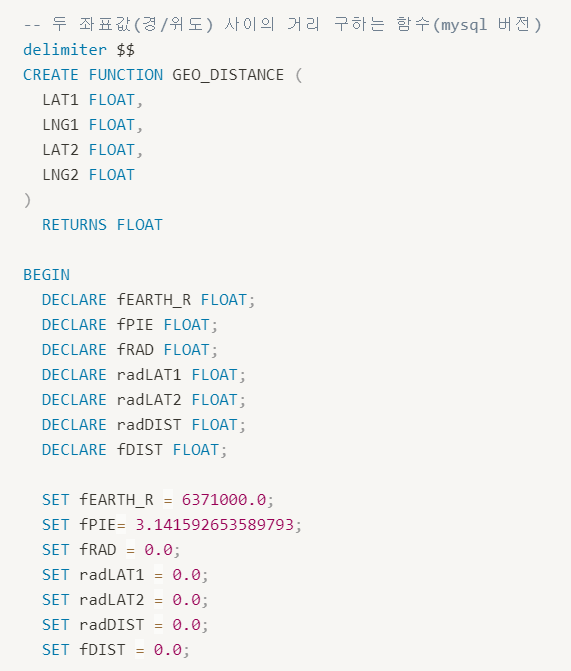 -- 두 좌표값(경/위도) 사이의 거리 구하는 함수(mysql 버전)
delimiter $$
CREATE FUNCTION GEO_DISTANCE (
  LAT1 FLOAT,
  LNG1 FLOAT,
  LAT2 FLOAT,
  LNG2 FLOAT
)
  RETURNS FLOAT
BEGIN
  DECLARE fEARTH_R FLOAT;
  DECLARE fPIE FLOAT;
  DECLARE fRAD FLOAT;
  DECLARE radLAT1 FLOAT;
  DECLARE radLAT2 FLOAT;
  DECLARE radDIST FLOAT;
  DECLARE fDIST FLOAT;
  SET fEARTH_R = 6371000.0;
  SET fPIE= 3.141592653589793;
  SET fRAD = 0.0;
  SET radLAT1 = 0.0;
  SET radLAT2 = 0.0;
  SET radDIST = 0.0;
  SET fDIST = 0.0;